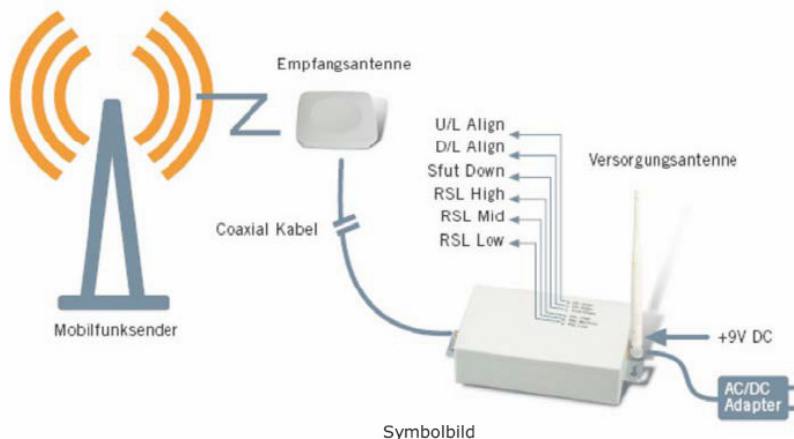 Empfangsantenne
U/L Align
D/L Align
Sfut Down
RSL High
RSL Mid
RSL Low
Versorgungsantenne
Coaxial Kabel
Mobilfunksender
+9V DC
AC/DC
Adapter
Symbolbild